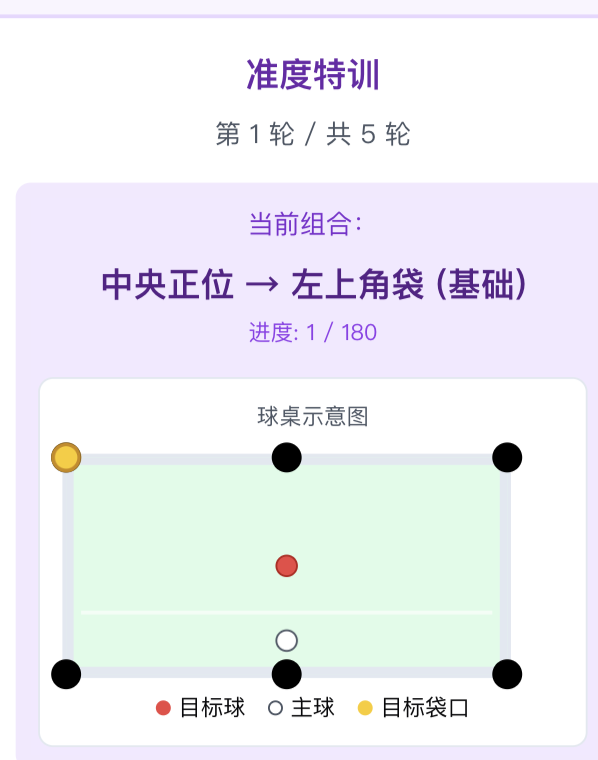 准度特训
第 1 轮 / 共 5 轮
当前组合：
中央正位 → 左上角袋 (基础)
进度: 1 / 180
球桌示意图
目标球 主球 目标袋口